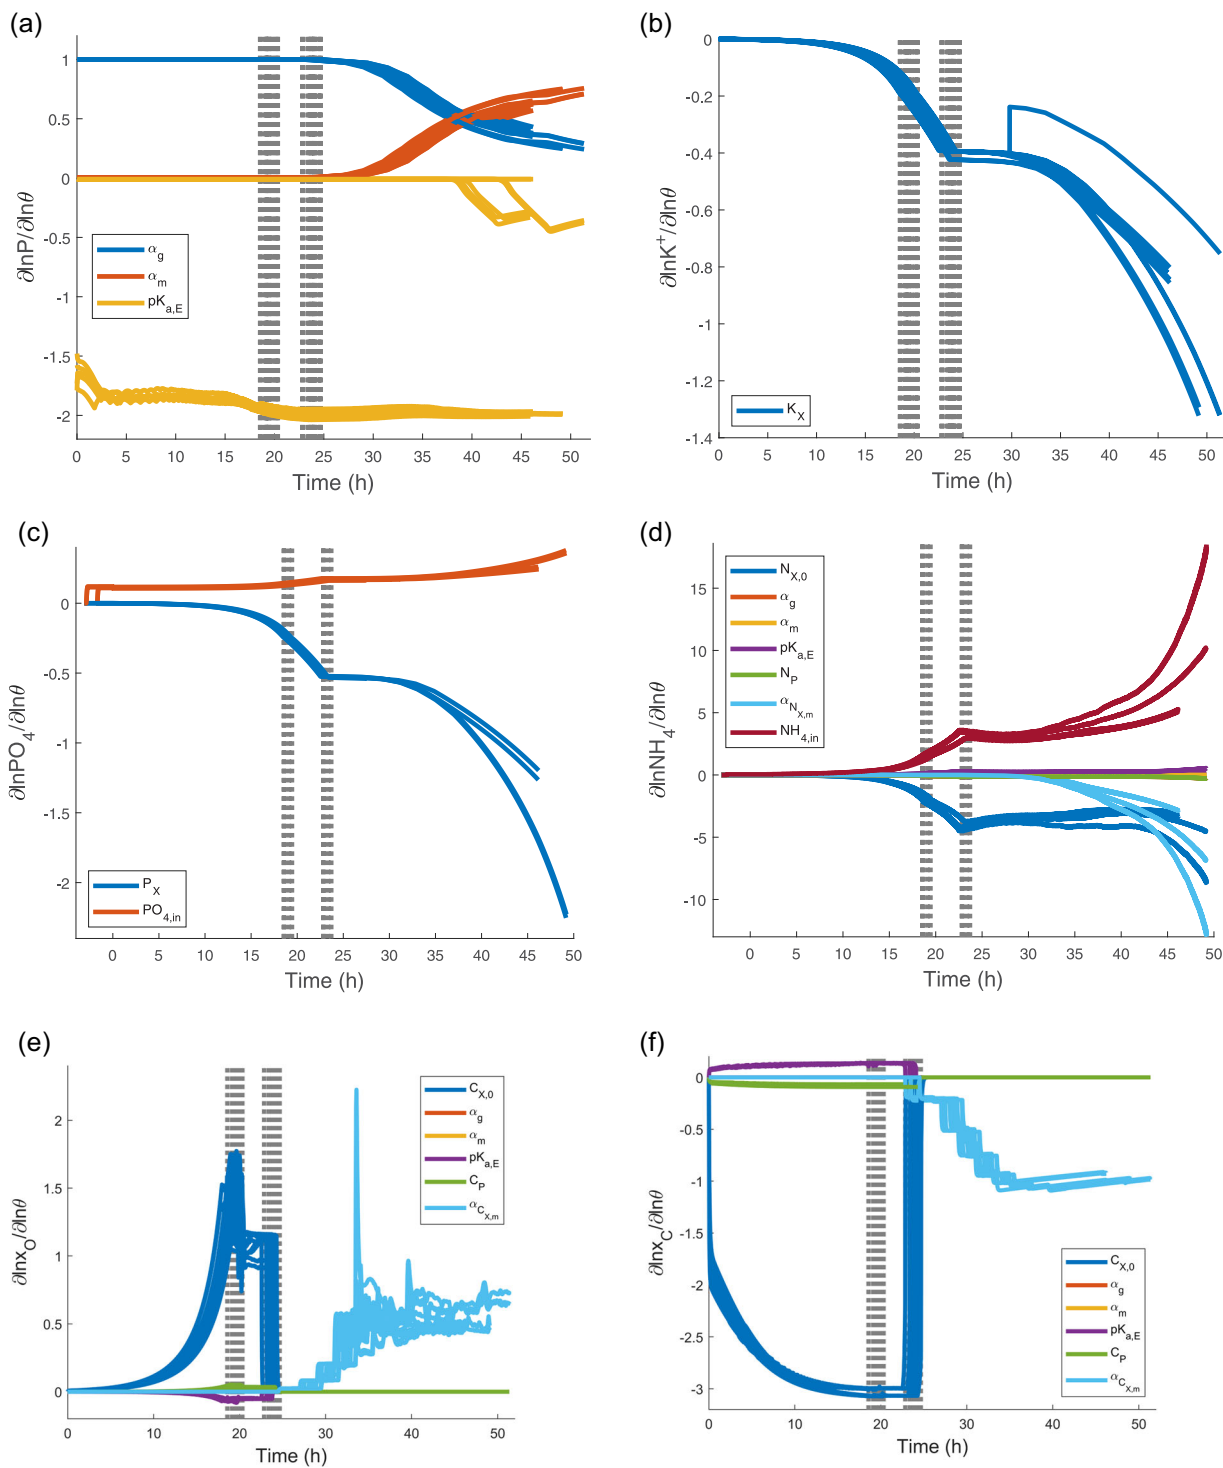 (a)
1
0.5
0
-0.5
1
-1.5
-2
∂lnP/∂lnθ
α_g
α_m
pK_a,E
0 5 10 15 20 25 30 35 40 45 50
Time (h)
(b)
0
-0.2
-0.4
-0.6
-0.8
-1
-1.2
-1.4
∂lnK⁺/∂lnθ
K_X
0 5 10 15 20 25 30 35 40 45 50
Time (h)
(c)
0
-0.5
-1
-1.5
-2
∂lnPO_4/∂lnθ
P_X
PO_4,in
0 5 10 15 20 25 30 35 40 45 50
Time (h)
(d)
15
10
5
0
-5
-10
∂lnNH_4/∂lnθ
N_X,0
α_g
α_m
pK_a,E
N_P
α_N_X,m
NH_4,in
0 5 10 15 20 25 30 35 40 45 50
Time (h)
(e)
2
1.5
1
0.5
0
∂lnx_O/∂lnθ
C_X,0
α_g
α_m
pK_a,E
C_P
α_C_X,m
0 10 20 30 40 50
Time (h)
(f)
0
-0.5
-1
-1.5
-2
-2.5
-3
∂lnx_C/∂lnθ
C_X,0
α_g
α_m
pK_a,E
C_P
α_C_X,m
0 10 20 30 40 50
Time (h)